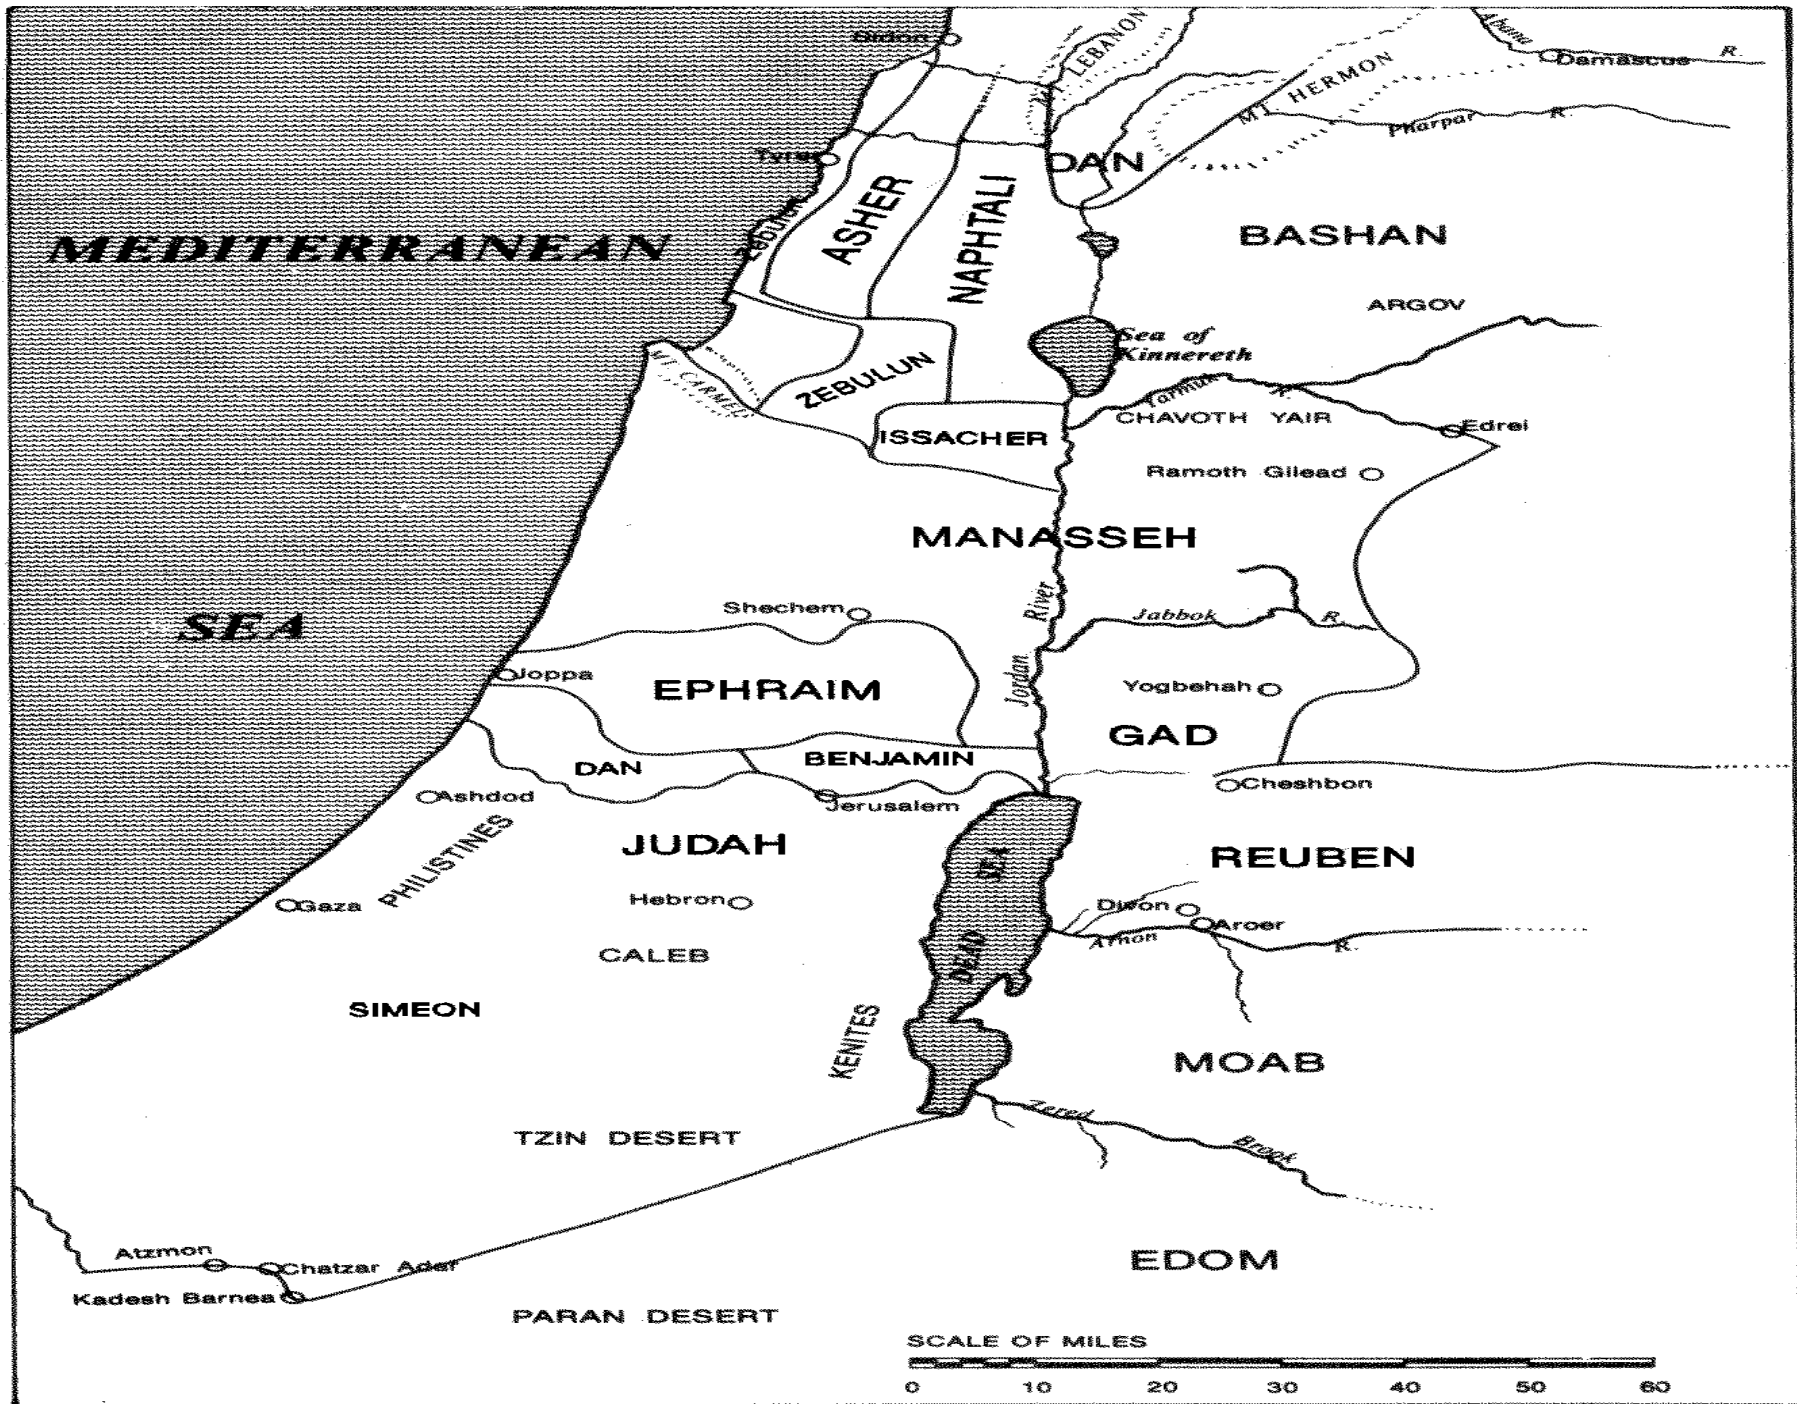 Sidon
MT. LEBANON
Abana
R.
Damascus
MT. HERMON
Pharpar R.
Tyre
DAN
Zebulun
ASHER
NAPHTALI
BASHAN
MEDITERRANEAN
ARGOV
Sea of
Kinnereth
MT. CARMEL
ZEBULUN
Yarmuk R.
CHAVOTH YAIR
Edrei
ISSACHER
Ramoth Gilead
MANASSEH
Shechem
SEA
Jordan River
Jabbok R.
Joppa
EPHRAIM
Yogbehah
GAD
BENJAMIN
DAN
Cheshbon
Ashdod
Jerusalem
PHILISTINES
JUDAH
REUBEN
DEAD SEA
Gaza
Hebron
Divon
Aroer
Arnon R.
CALEB
SIMEON
KENITES
MOAB
Zered Brook
TZIN DESERT
Atzmon
Chatzar Adar
Kadesh Barnea
EDOM
PARAN DESERT
SCALE OF MILES
0 10 20 30 40 50 60